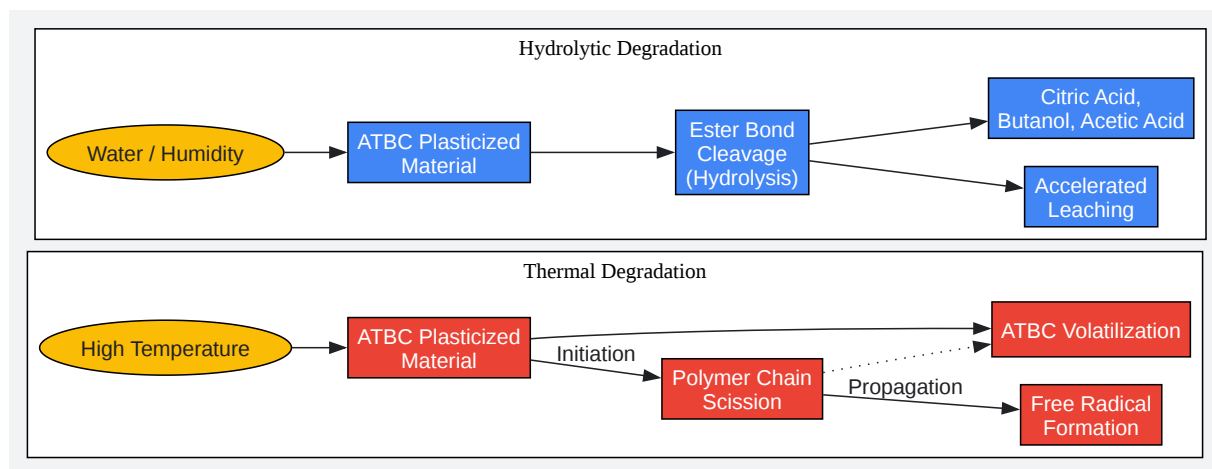 Hydrolytic Degradation
Water / Humidity
ATBC Plasticized
Material
Ester Bond
Cleavage
(Hydrolysis)
Citric Acid,
Butanol, Acetic Acid
Accelerated
Leaching
Thermal Degradation
High Temperature
ATBC Plasticized
Material
Initiation
Polymer Chain
Scission
Propagation
ATBC Volatilization
Free Radical
Formation